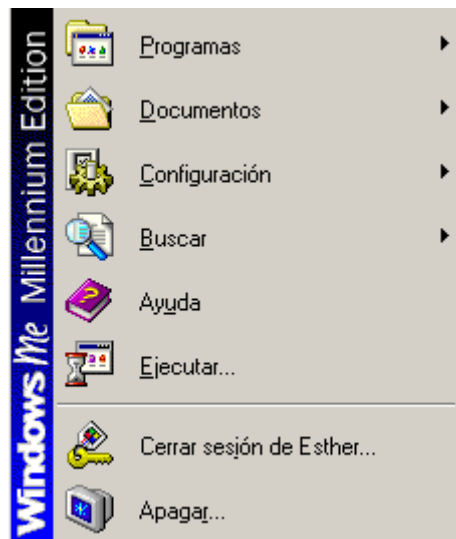 Windows Me Millennium Edition
Programas
Documentos
Configuración
Buscar
Ayuda
Ejecutar...
Cerrar sesión de Esther...
Apagar...